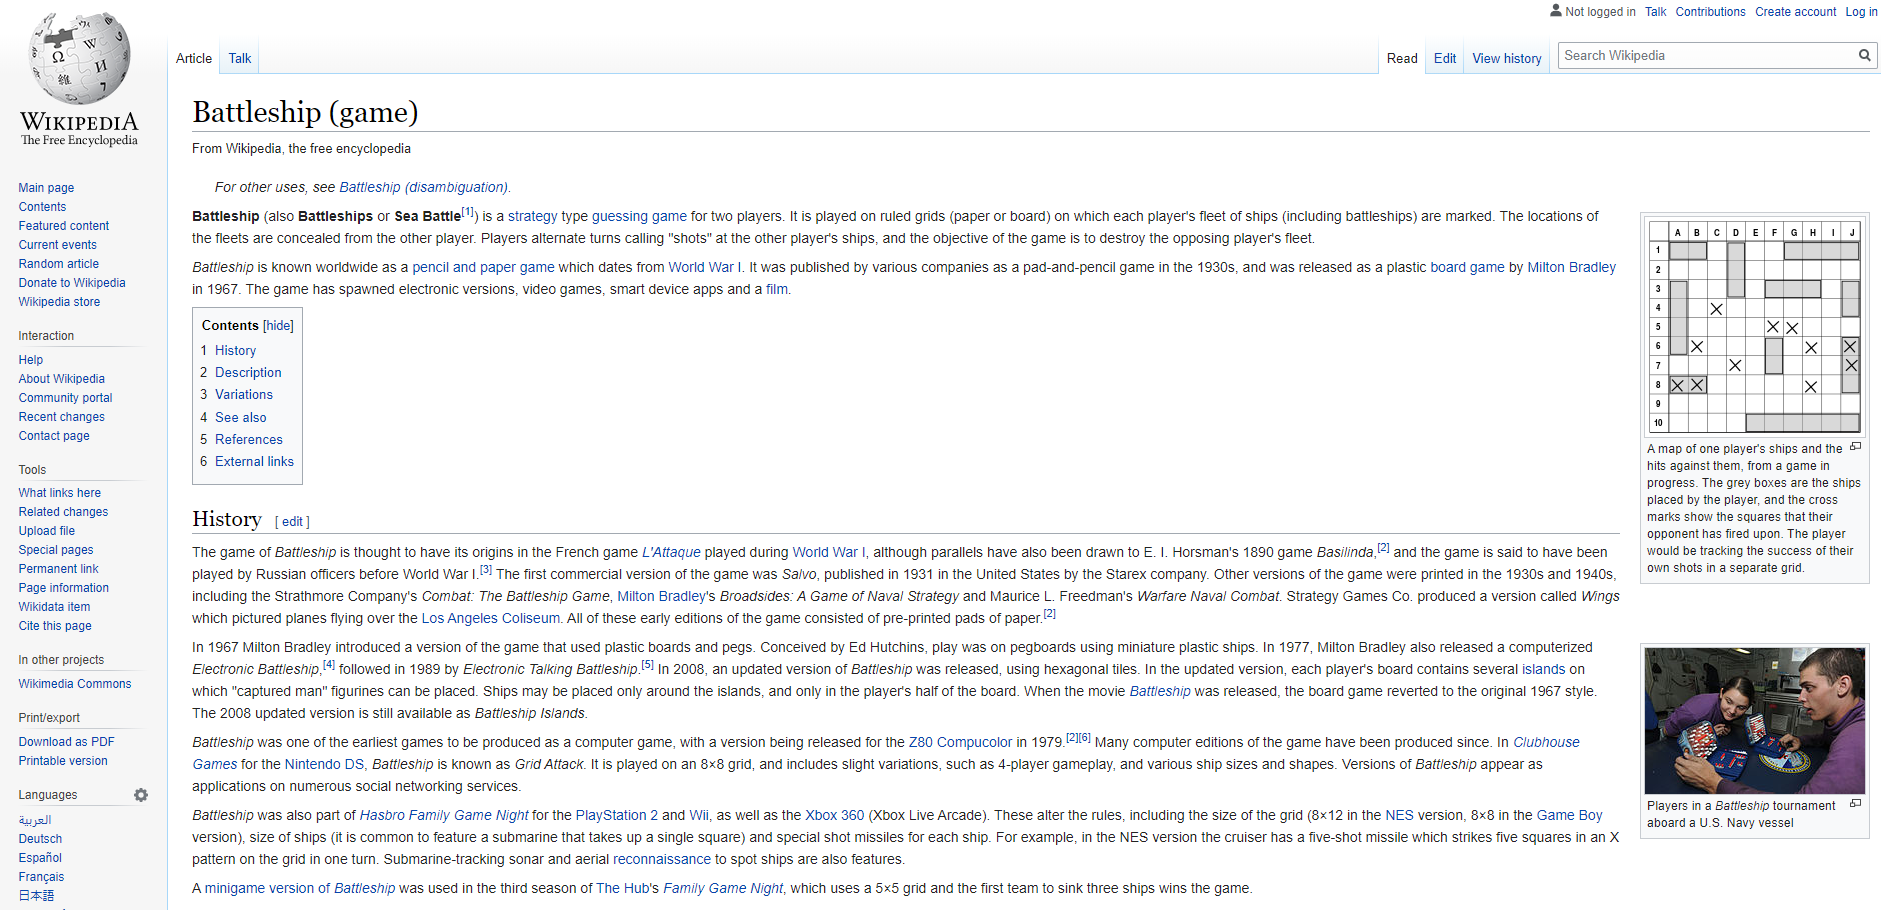 Not logged in Talk Contributions Create account Log in
Article Talk
Read Edit View history Search Wikipedia
WIKIPEDIA
The Free Encyclopedia
Main page
Contents
Featured content
Current events
Random article
Donate to Wikipedia
Wikipedia store
Interaction
Help
About Wikipedia
Community portal
Recent changes
Contact page
Tools
What links here
Related changes
Upload file
Special pages
Permanent link
Page information
Wikidata item
Cite this page
In other projects
Wikimedia Commons
Print/export
Download as PDF
Printable version
Languages
العربية
Deutsch
Español
Français
日本語
Battleship (game)
From Wikipedia, the free encyclopedia
For other uses, see Battleship (disambiguation).
Battleship (also Battleships or Sea Battle[1]) is a strategy type guessing game for two players. It is played on ruled grids (paper or board) on which each player's fleet of ships (including battleships) are marked. The locations of
the fleets are concealed from the other player. Players alternate turns calling "shots" at the other player's ships, and the objective of the game is to destroy the opposing player's fleet.
Battleship is known worldwide as a pencil and paper game which dates from World War I. It was published by various companies as a pad-and-pencil game in the 1930s, and was released as a plastic board game by Milton Bradley
in 1967. The game has spawned electronic versions, video games, smart device apps and a film.
Contents [hide]
1 History
2 Description
3 Variations
4 See also
5 References
6 External links
History [ edit ]
The game of Battleship is thought to have its origins in the French game L'Attaque played during World War I, although parallels have also been drawn to E. I. Horsman's 1890 game Basilinda,[2] and the game is said to have been
played by Russian officers before World War I.[3] The first commercial version of the game was Salvo, published in 1931 in the United States by the Starex company. Other versions of the game were printed in the 1930s and 1940s,
including the Strathmore Company's Combat: The Battleship Game, Milton Bradley's Broadsides: A Game of Naval Strategy and Maurice L. Freedman's Warfare Naval Combat. Strategy Games Co. produced a version called Wings
which pictured planes flying over the Los Angeles Coliseum. All of these early editions of the game consisted of pre-printed pads of paper.[2]
In 1967 Milton Bradley introduced a version of the game that used plastic boards and pegs. Conceived by Ed Hutchins, play was on pegboards using miniature plastic ships. In 1977, Milton Bradley also released a computerized
Electronic Battleship,[4] followed in 1989 by Electronic Talking Battleship.[5] In 2008, an updated version of Battleship was released, using hexagonal tiles. In the updated version, each player's board contains several islands on
which "captured man" figurines can be placed. Ships may be placed only around the islands, and only in the player's half of the board. When the movie Battleship was released, the board game reverted to the original 1967 style.
The 2008 updated version is still available as Battleship Islands.
Battleship was one of the earliest games to be produced as a computer game, with a version being released for the Z80 Compucolor in 1979.[2][6] Many computer editions of the game have been produced since. In Clubhouse
Games for the Nintendo DS, Battleship is known as Grid Attack. It is played on an 8×8 grid, and includes slight variations, such as 4-player gameplay, and various ship sizes and shapes. Versions of Battleship appear as
applications on numerous social networking services.
Battleship was also part of Hasbro Family Game Night for the PlayStation 2 and Wii, as well as the Xbox 360 (Xbox Live Arcade). These alter the rules, including the size of the grid (8×12 in the NES version, 8×8 in the Game Boy
version), size of ships (it is common to feature a submarine that takes up a single square) and special shot missiles for each ship. For example, in the NES version the cruiser has a five-shot missile which strikes five squares in an X
pattern on the grid in one turn. Submarine-tracking sonar and aerial reconnaissance to spot ships are also features.
A minigame version of Battleship was used in the third season of The Hub's Family Game Night, which uses a 5×5 grid and the first team to sink three ships wins the game.
A B C D E F G H I J
1
2
3
4
5
6
7
8
9
10
A map of one player's ships and the
hits against them, from a game in
progress. The grey boxes are the ships
placed by the player, and the cross
marks show the squares that their
opponent has fired upon. The player
would be tracking the success of their
own shots in a separate grid.
Players in a Battleship tournament
aboard a U.S. Navy vessel